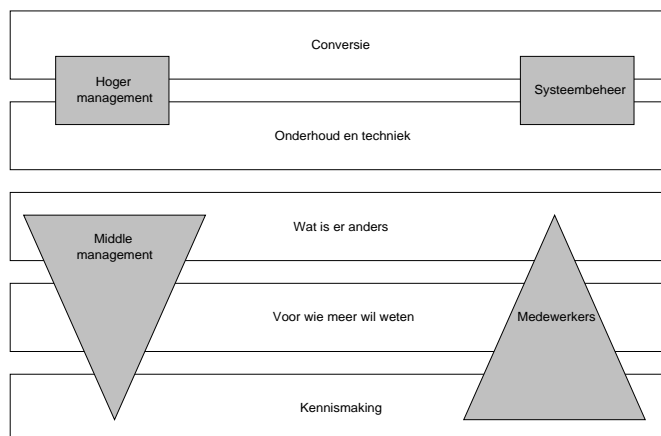 Conversie
Hoger
management
Systeembeheer
Onderhoud en techniek
Wat is er anders
Middle
management
Voor wie meer wil weten
Medewerkers
Kennismaking